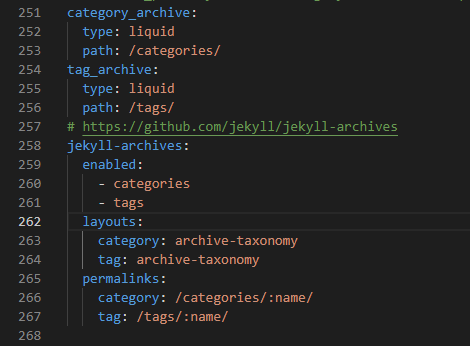 251 category_archive:
252   type: liquid
253   path: /categories/
254 tag_archive:
255   type: liquid
256   path: /tags/
257 # https://github.com/jekyll/jekyll-archives
258 jekyll-archives:
259   enabled:
260     - categories
261     - tags
262   layouts:
263     category: archive-taxonomy
264     tag: archive-taxonomy
265   permalinks:
266     category: /categories/:name/
267     tag: /tags/:name/
268